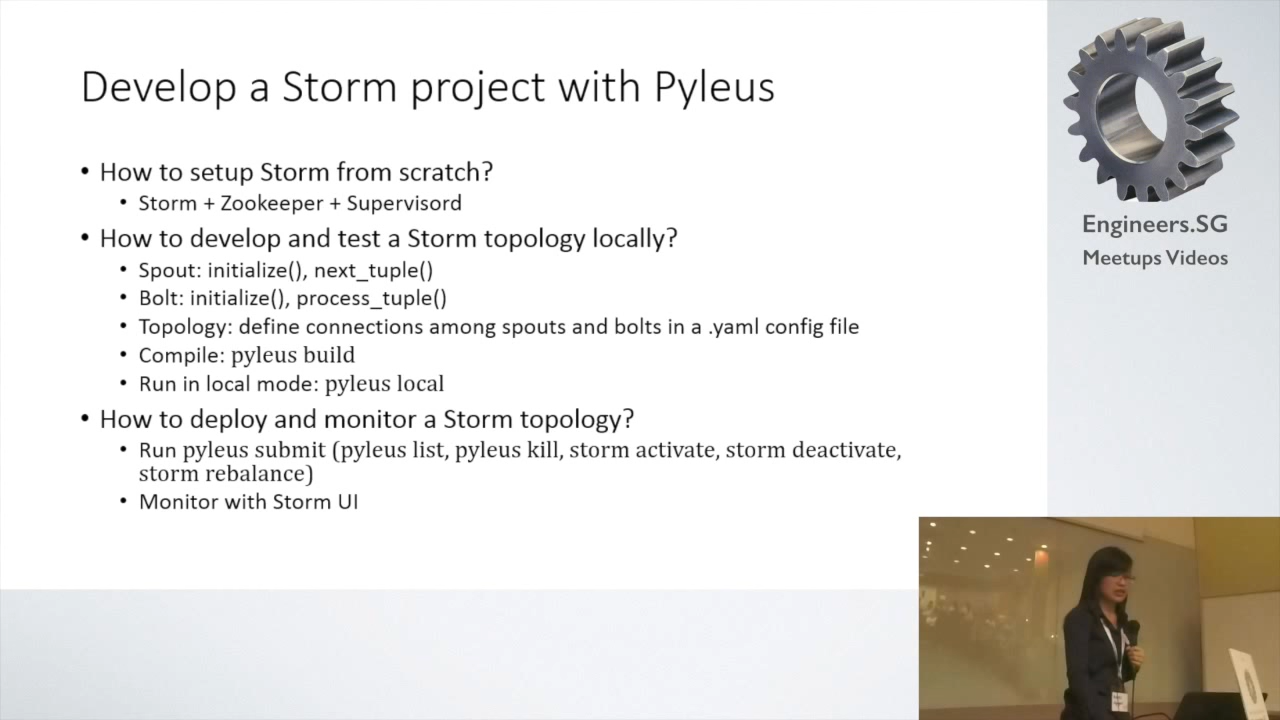 Develop a Storm project with Pyleus
• How to setup Storm from scratch?
• Storm + Zookeeper + Supervisord
• How to develop and test a Storm topology locally?
• Spout: initialize(), next_tuple()
• Bolt: initialize(), process_tuple()
• Topology: define connections among spouts and bolts in a .yaml config file
• Compile: pyleus build
• Run in local mode: pyleus local
• How to deploy and monitor a Storm topology?
• Run pyleus submit (pyleus list, pyleus kill, storm activate, storm deactivate,
storm rebalance)
• Monitor with Storm UI
Engineers.SG
Meetups Videos